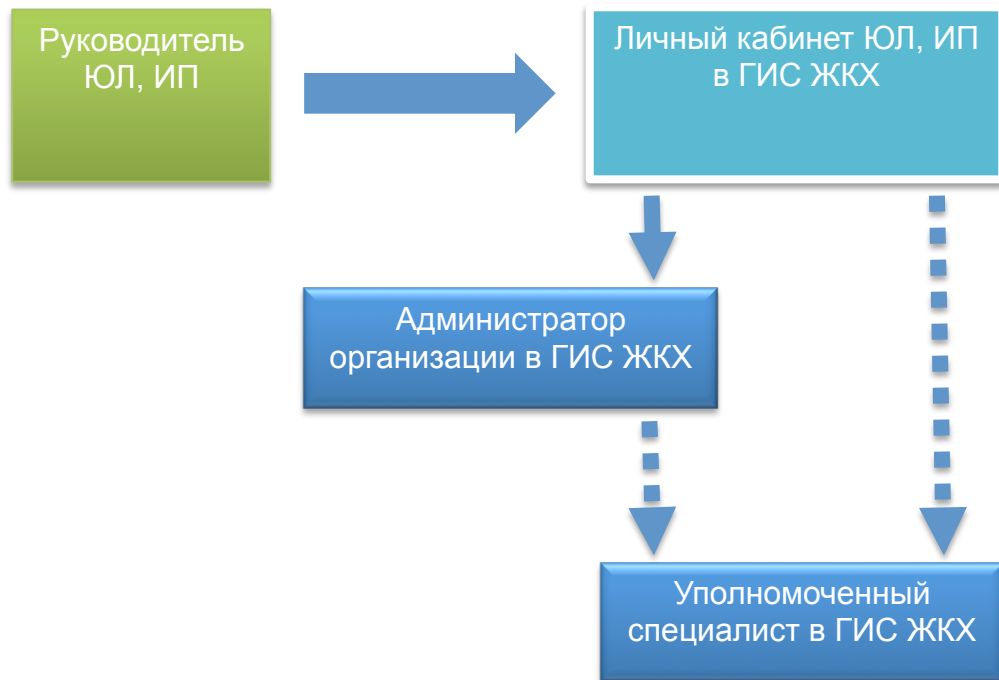 Руководитель
ЮЛ, ИП
Личный кабинет ЮЛ, ИП
в ГИС ЖКХ
Администратор
организации в ГИС ЖКХ
Уполномоченный
специалист в ГИС ЖКХ